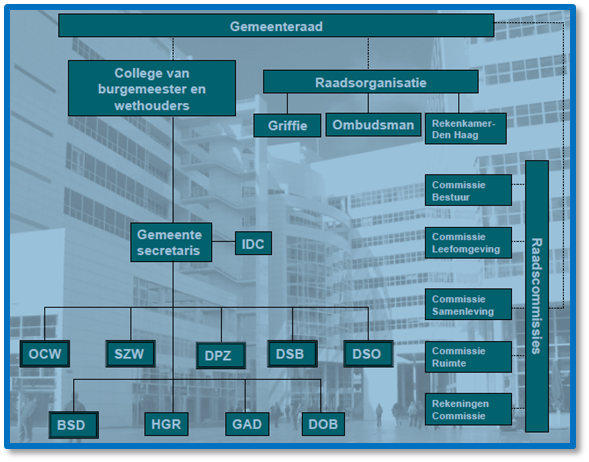 Gemeenteraad
College van
burgemeester en
wethouders
Raadsorganisatie
Griffie
Ombudsman
Rekenkamer-
Den Haag
Commissie
Bestuur
Gemeente
secretaris
IDC
Commissie
Leefomgeving
Raadscommissies
Commissie
Samenleving
OCW
SZW
DPZ
DSB
DSO
Commissie
Ruimte
BSD
HGR
GAD
DOB
Rekeningen
Commissie